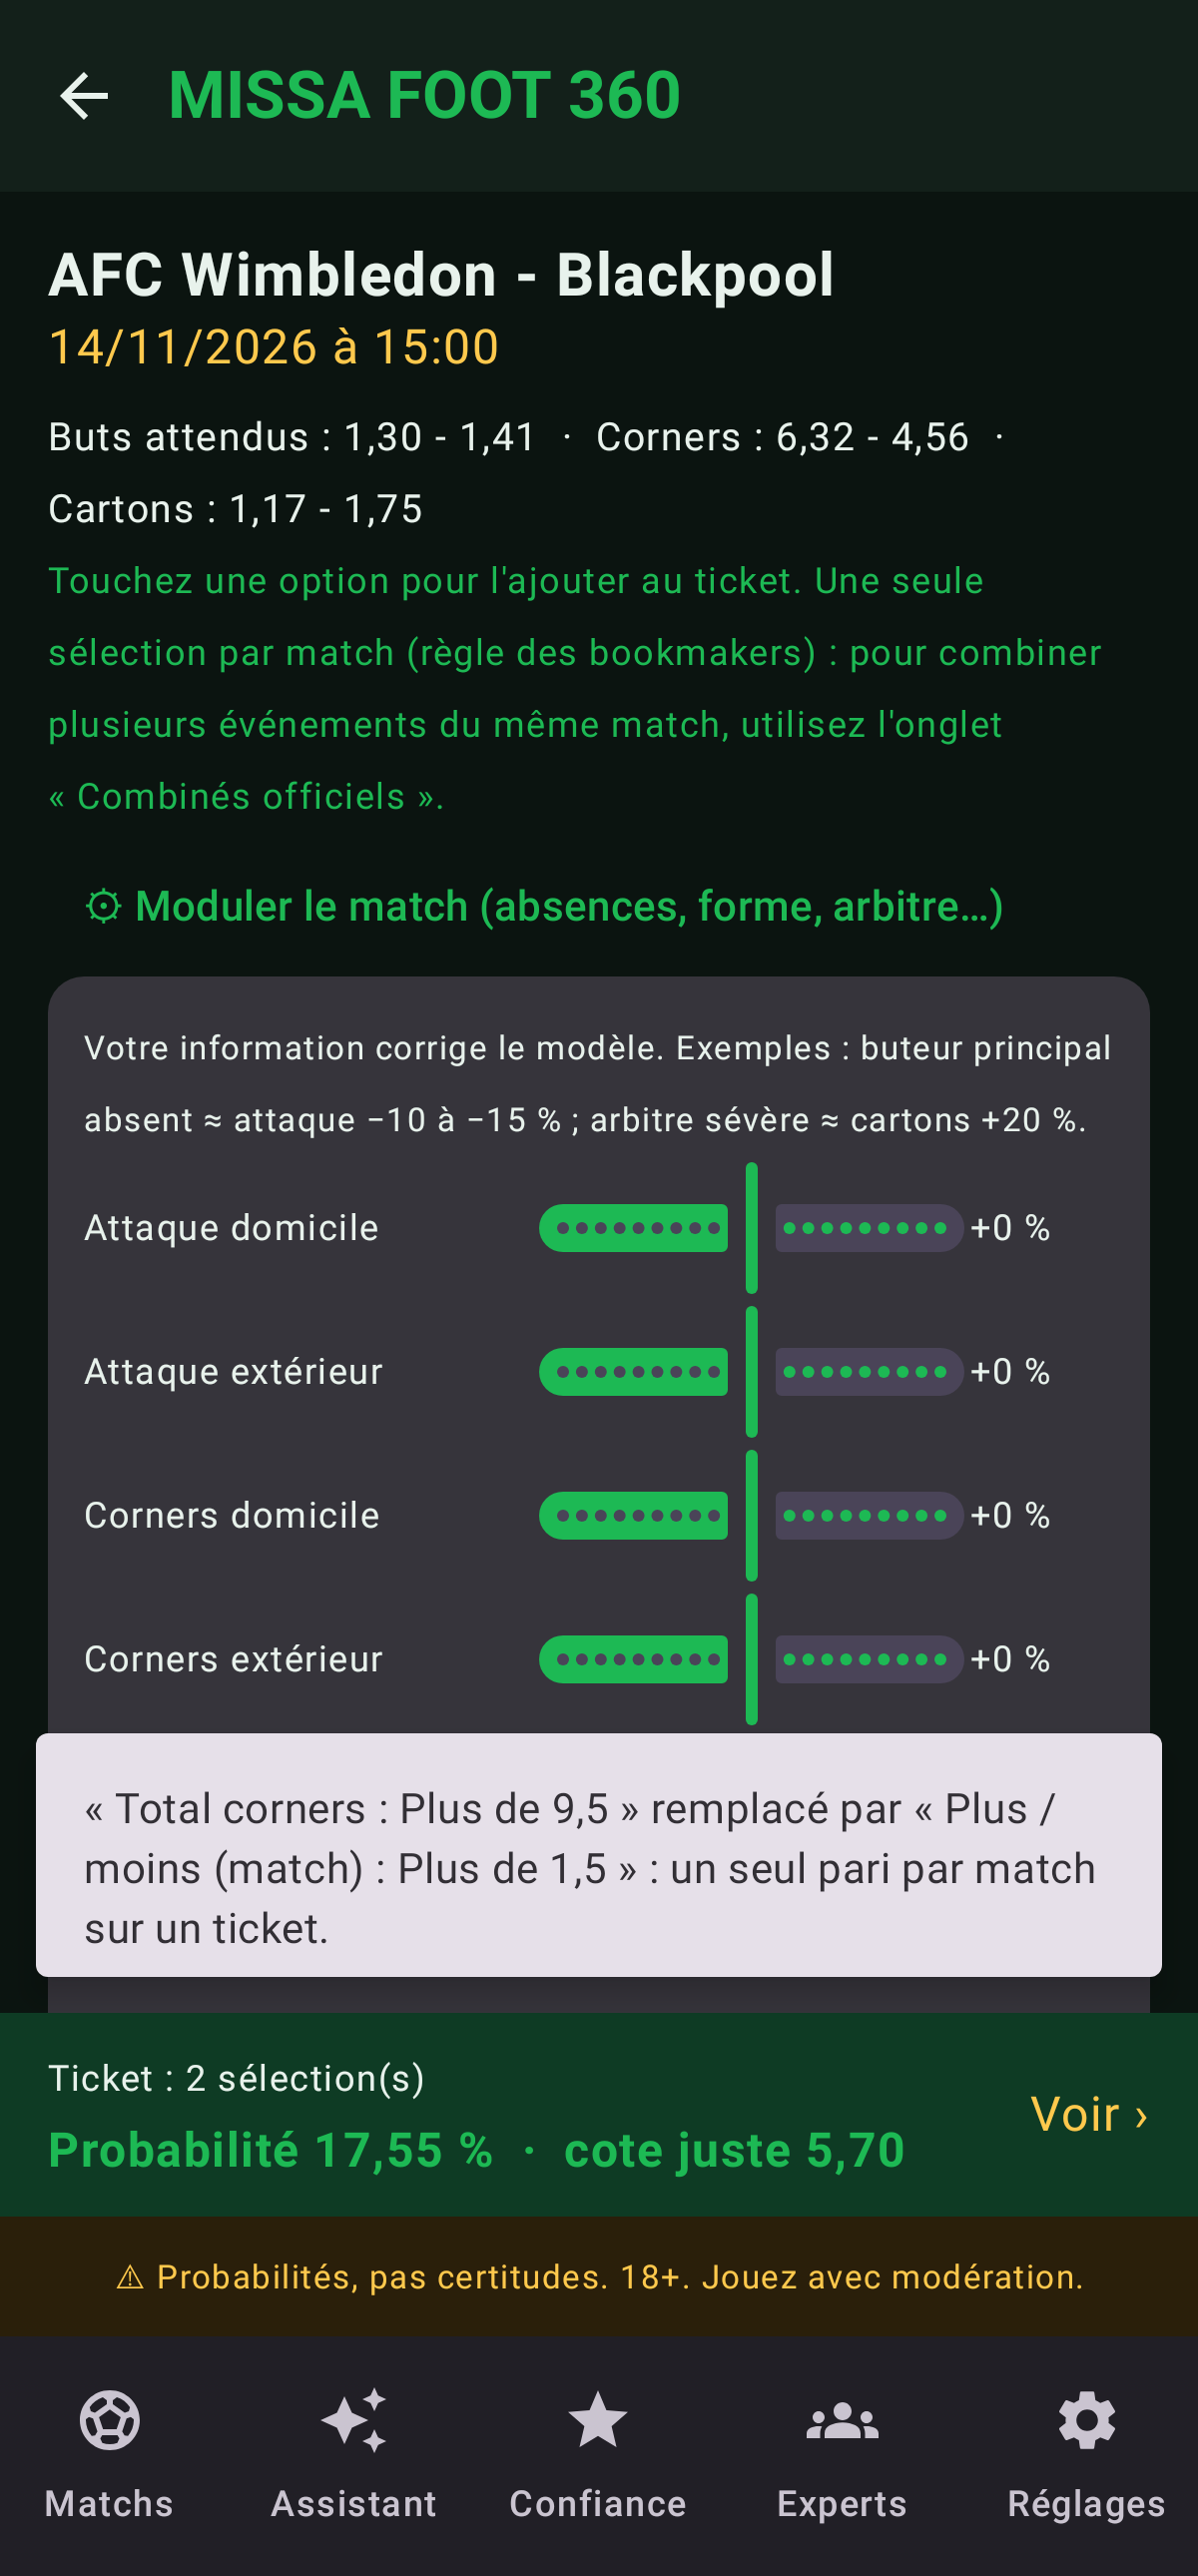 MISSA FOOT 360
AFC Wimbledon - Blackpool
14/11/2026 à 15:00
Buts attendus : 1,30 - 1,41 · Corners : 6,32 - 4,56 ·
Cartons : 1,17 - 1,75
Touchez une option pour l'ajouter au ticket. Une seule
sélection par match (règle des bookmakers) : pour combiner
plusieurs événements du même match, utilisez l'onglet
« Combinés officiels ».
Moduler le match (absences, forme, arbitre…)
Votre information corrige le modèle. Exemples : buteur principal
absent ≈ attaque −10 à −15 % ; arbitre sévère ≈ cartons +20 %.
Attaque domicile +0 %
Attaque extérieur +0 %
Corners domicile +0 %
Corners extérieur +0 %
« Total corners : Plus de 9,5 » remplacé par « Plus /
moins (match) : Plus de 1,5 » : un seul pari par match
sur un ticket.
Ticket : 2 sélection(s)
Voir ›
Probabilité 17,55 % · cote juste 5,70
⚠ Probabilités, pas certitudes. 18+. Jouez avec modération.
Matchs Assistant Confiance Experts Réglages